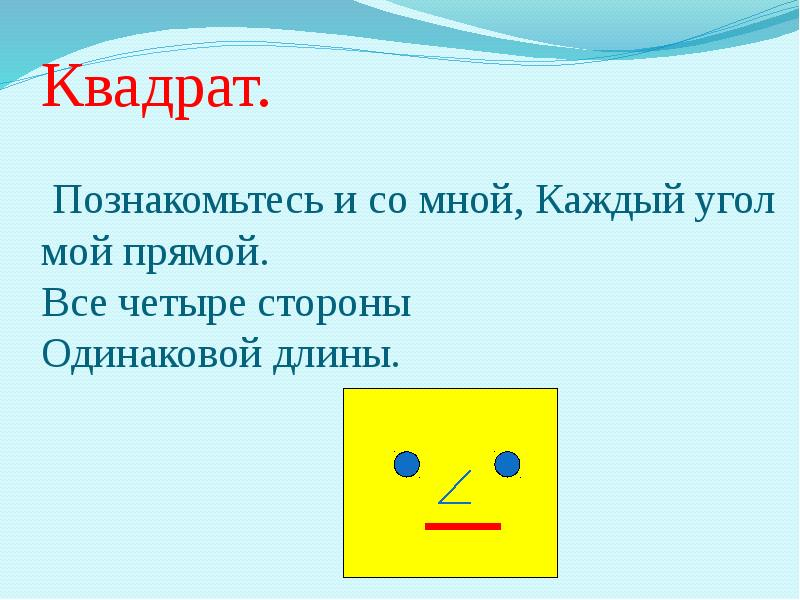 Квадрат.
Познакомьтесь и со мной, Каждый угол
мой прямой.
Все четыре стороны
Одинаковой длины.